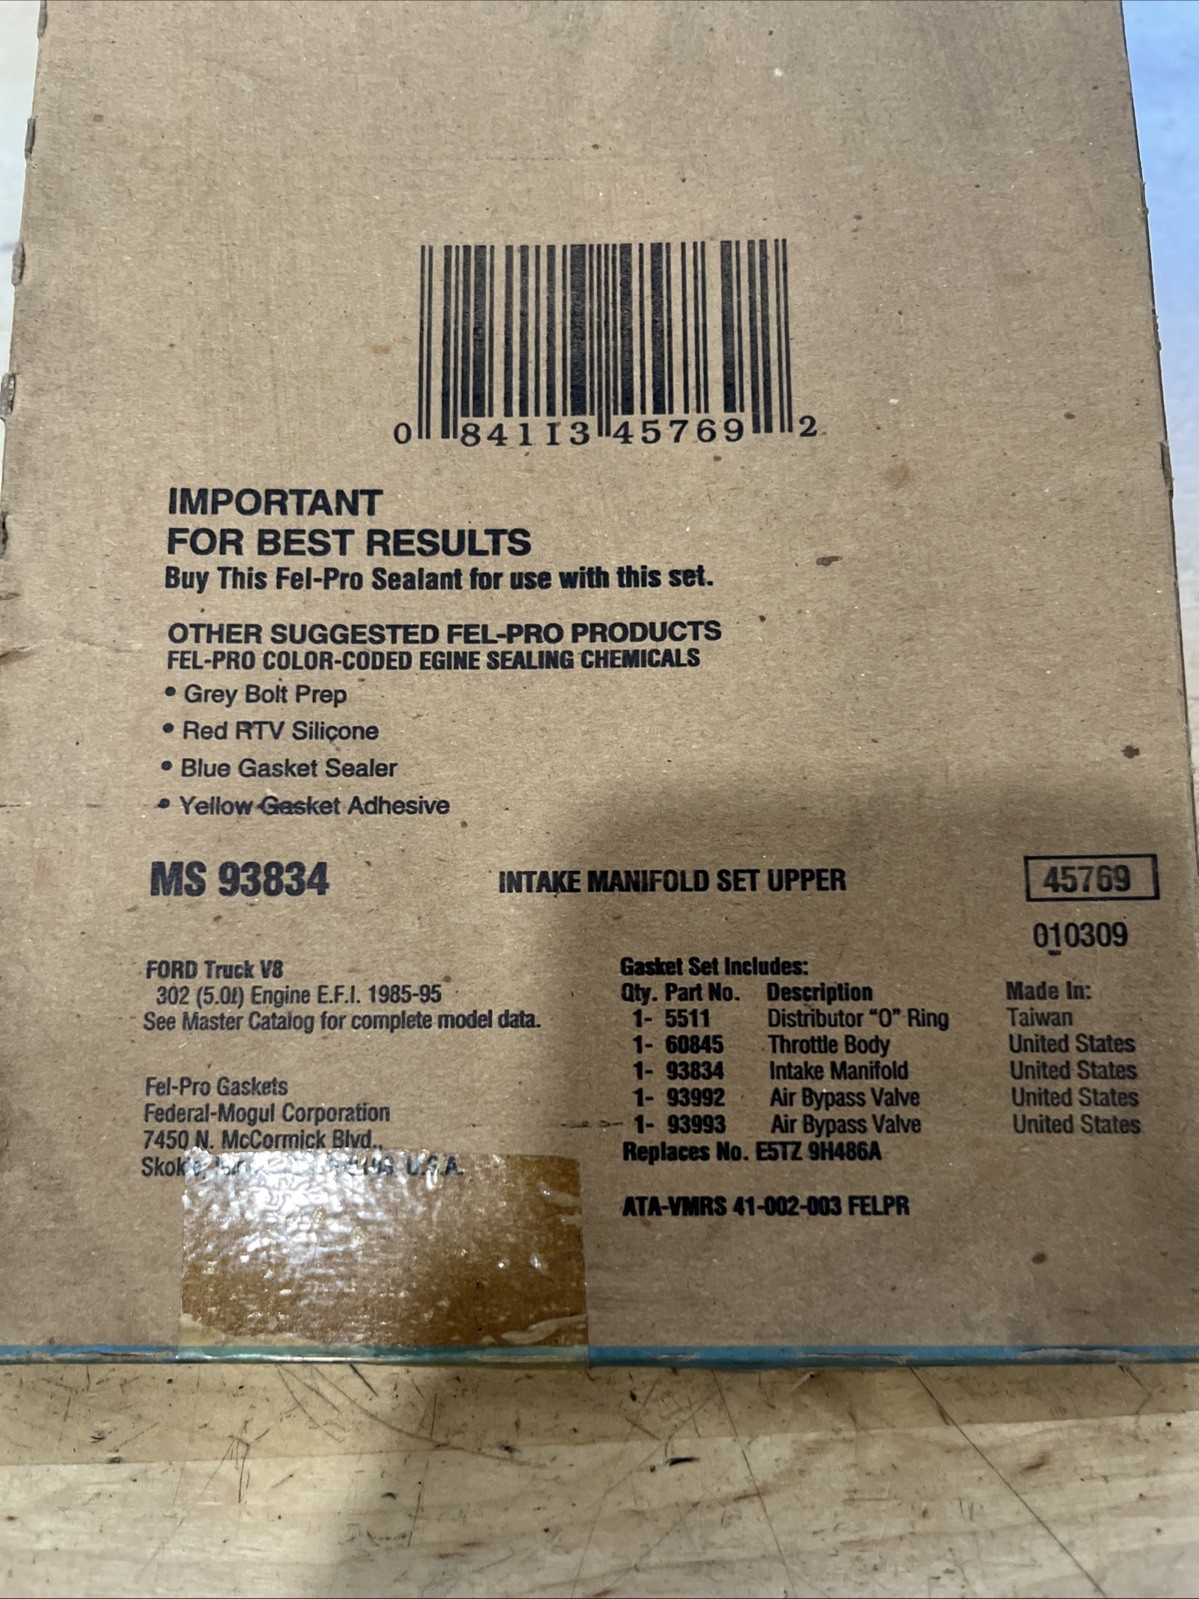 0 84113 45769 2
IMPORTANT
FOR BEST RESULTS
Buy This Fel-Pro Sealant for use with this set.
OTHER SUGGESTED FEL-PRO PRODUCTS
FEL-PRO COLOR-CODED EGINE SEALING CHEMICALS
• Grey Bolt Prep
• Red RTV Silicone
• Blue Gasket Sealer
• Yellow Gasket Adhesive
MS 93834 INTAKE MANIFOLD SET UPPER 45769
010309
FORD Truck V8
302 (5.0ℓ) Engine E.F.I. 1985-95
See Master Catalog for complete model data.
Fel-Pro Gaskets
Federal-Mogul Corporation
7450 N. McCormick Blvd.,
U.S.A.
Gasket Set Includes:
Qty. Part No. Description Made In:
1- 5511 Distributor “O” Ring Taiwan
1- 60845 Throttle Body United States
1- 93834 Intake Manifold United States
1- 93992 Air Bypass Valve United States
1- 93993 Air Bypass Valve United States
Replaces No. E5TZ 9H486A
ATA-VMRS 41-002-003 FELPR